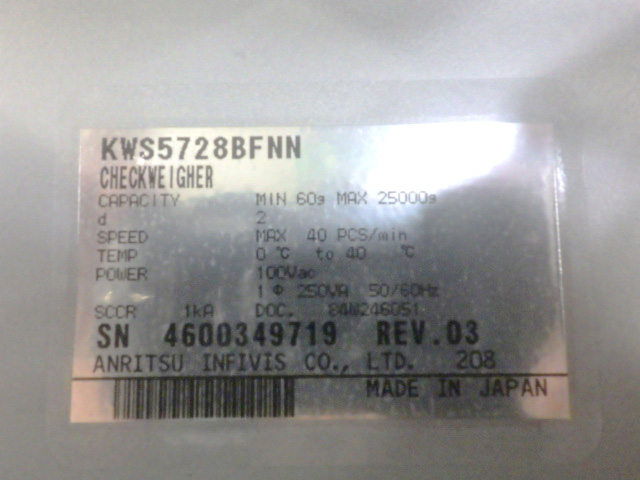 KWS5728BFNN
CHECKWEIGHER
CAPACITY MIN 60g MAX 25000g
d 2
SPEED MAX 40 PCS/min
TEMP 0 ℃ to 40 ℃
POWER 100Vac
1 Φ 250VA 50/60Hz
SCCR 1kA DOC. 84W246051
SN 4600349719 REV.03
ANRITSU INFIVIS CO., LTD. 208
MADE IN JAPAN